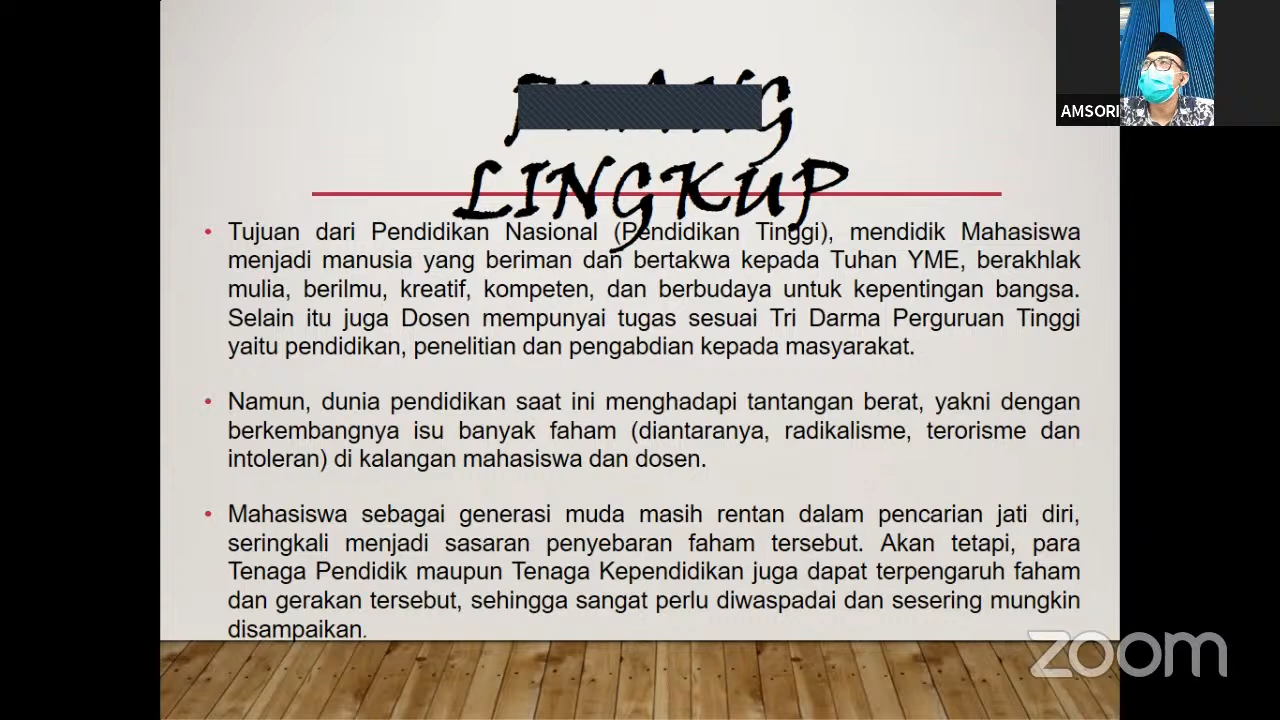 LINGKUP
• Tujuan dari Pendidikan Nasional (Pendidikan Tinggi), mendidik Mahasiswa
menjadi manusia yang beriman dan bertakwa kepada Tuhan YME, berakhlak
mulia, berilmu, kreatif, kompeten, dan berbudaya untuk kepentingan bangsa.
Selain itu juga Dosen mempunyai tugas sesuai Tri Darma Perguruan Tinggi
yaitu pendidikan, penelitian dan pengabdian kepada masyarakat.
• Namun, dunia pendidikan saat ini menghadapi tantangan berat, yakni dengan
berkembangnya isu banyak faham (diantaranya, radikalisme, terorisme dan
intoleran) di kalangan mahasiswa dan dosen.
• Mahasiswa sebagai generasi muda masih rentan dalam pencarian jati diri,
seringkali menjadi sasaran penyebaran faham tersebut. Akan tetapi, para
Tenaga Pendidik maupun Tenaga Kependidikan juga dapat terpengaruh faham
dan gerakan tersebut, sehingga sangat perlu diwaspadai dan sesering mungkin
disampaikan.
AMSORI
zoom